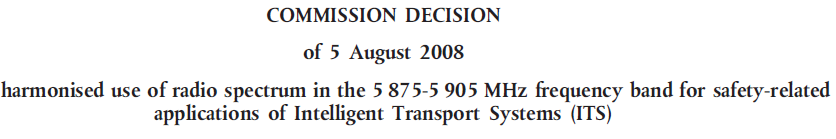 COMMISSION DECISION
of 5 August 2008
harmonised use of radio spectrum in the 5 875-5 905 MHz frequency band for safety-related
applications of Intelligent Transport Systems (ITS)